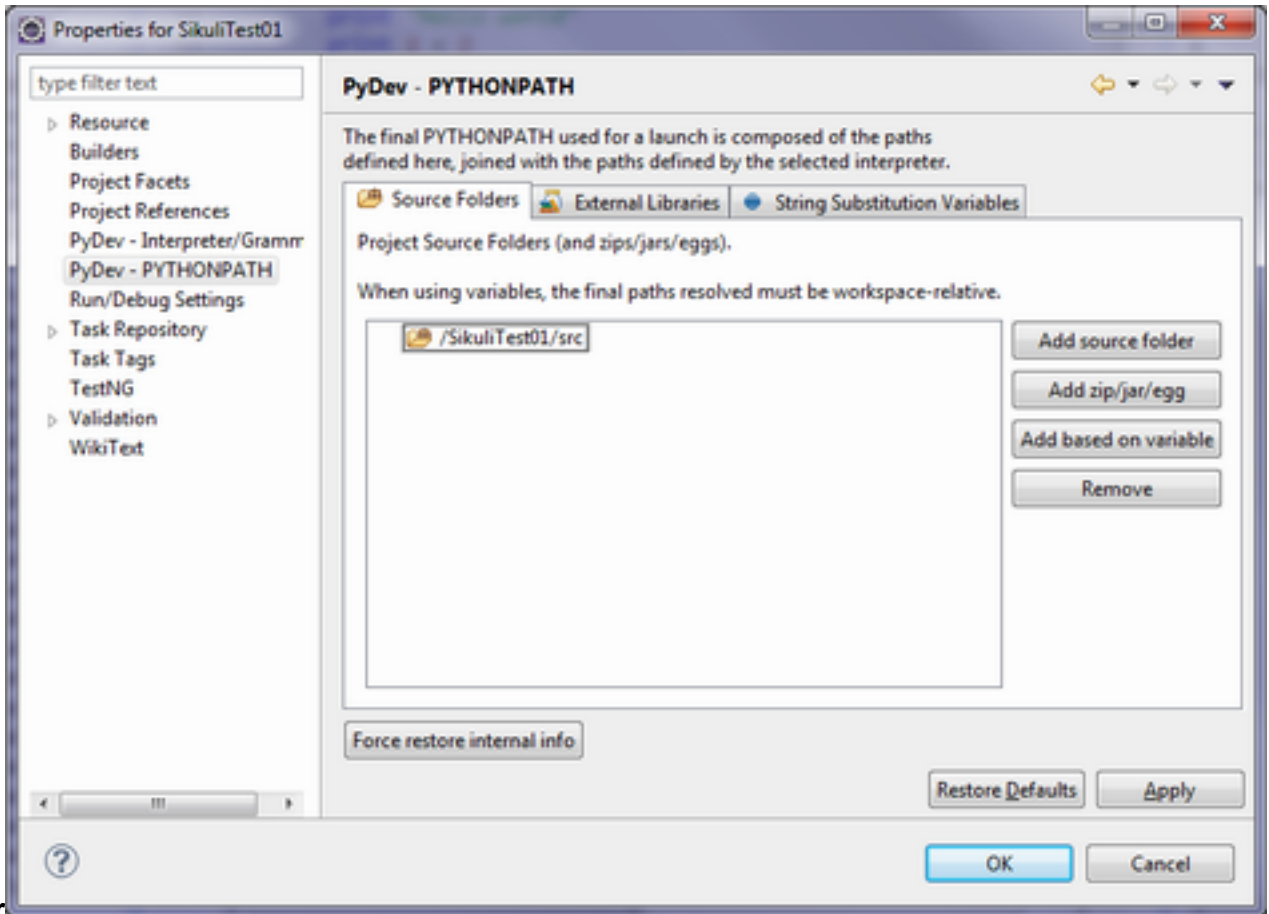 print "Hello world"
Properties for SikuliTest01
type filter text
Resource
Builders
Project Facets
Project References
PyDev - Interpreter/Gramm
PyDev - PYTHONPATH
Run/Debug Settings
Task Repository
Task Tags
TestNG
Validation
WikiText
PyDev - PYTHONPATH
The final PYTHONPATH used for a launch is composed of the paths
defined here, joined with the paths defined by the selected interpreter.
Source Folders External Libraries String Substitution Variables
Project Source Folders (and zips/jars/eggs).
When using variables, the final paths resolved must be workspace-relative.
/SikuliTest01/src
Add source folder
Add zip/jar/egg
Add based on variable
Remove
Force restore internal info
Restore Defaults Apply
OK Cancel